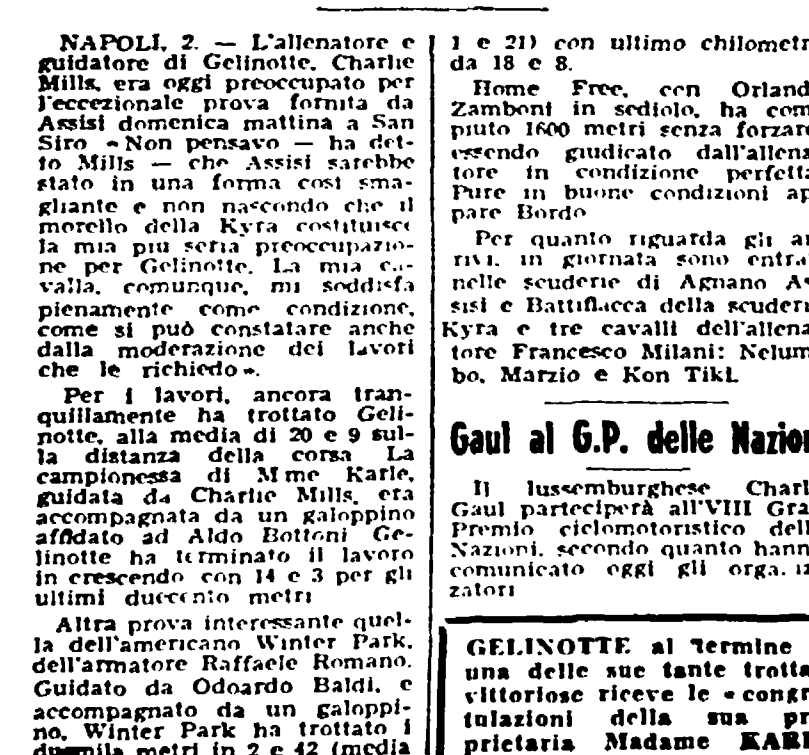 NAPOLI, 2. — L'allenatore e
guidatore di Gelinotte, Charlie
Mills, era oggi preoccupato per
l'eccezionale prova fornita da
Assisi domenica mattina a San
Siro « Non pensavo — ha det-
to Mills — che Assisi sarebbe
stato in una forma così sma-
gliante e non nascondo che il
morello della Kyra costituisce
la mia più seria preoccupazio-
ne per Gelinotte. La mia ca-
valla, comunque, mi soddisfa
pienamente come condizione,
come si può constatare anche
dalla moderazione dei lavori
che le richiedo ».
Per i lavori, ancora tran-
quillamente ha trottato Geli-
notte, alla media di 20 e 9 sul-
la distanza della corsa La
campionessa di Mme Karle,
guidata da Charlie Mills, era
accompagnata da un galoppino
affidato ad Aldo Bottoni Ge-
linotte ha terminato il lavoro
in crescendo con 14 e 3 per gli
ultimi duecento metri
Altra prova interessante quel-
la dell'americano Winter Park,
dell'armatore Raffaele Romano.
Guidato da Odoardo Baldi, e
accompagnato da un galoppi-
no, Winter Park ha trottato i
duemila metri in 2 e 42 (media
1 e 21) con ultimo chilometr
da 18 e 8.
Home Free, con Orland
Zamboni in sediolo, ha com
piuto 1600 metri senza forzare
essendo giudicato dall'allena
tore in condizione perfetta
Pure in buone condizioni ap
pare Bordo
Per quanto riguarda gli ar
rivi, in giornata sono entra
nelle scuderie di Agnano As
sisi e Battiflacca della scuderi
Kyra e tre cavalli dell'allena
tore Francesco Milani: Nelum
bo, Marzio e Kon Tiki.
Gaul al G.P. delle Nazion
Il lussemburghese Charl
Gaul parteciperà all'VIII Gra
Premio ciclomotoristico dell
Nazioni, secondo quanto hann
comunicato oggi gli
zatori
GELINOTTE al termine
una delle sue tante trotta
vittoriose riceve le « congr
tulazioni della sua pr
prietaria Madame KARL